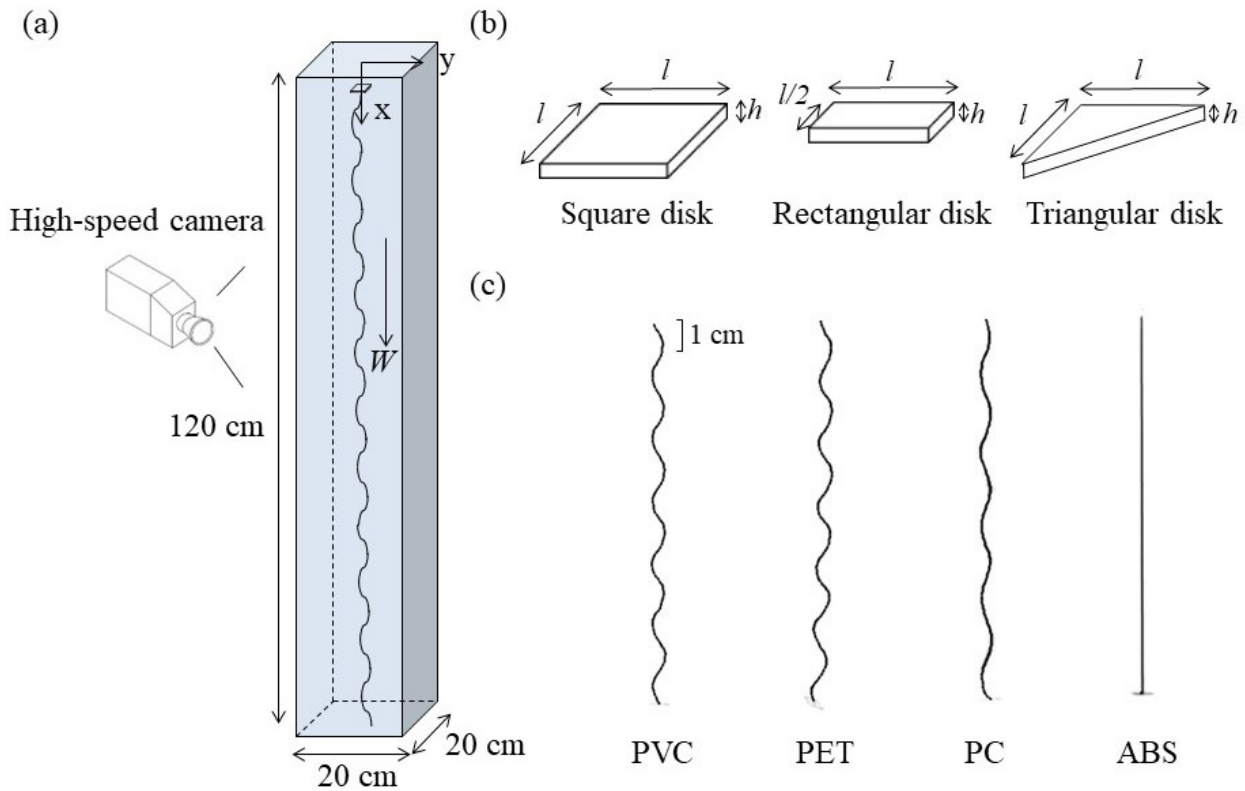 (a)
y
x
High-speed camera
W
120 cm
20 cm
20 cm
(b)
l
l
h
Square disk
l
l/2
h
Rectangular disk
l
l
h
Triangular disk
(c)
1 cm
PVC
PET
PC
ABS